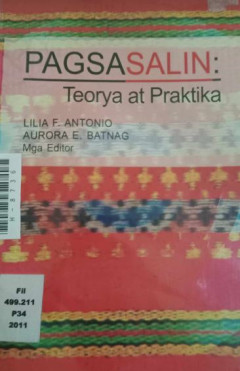 PAGSASALIN:
Teorya at Praktika
LILIA F. ANTONIO
AURORA E. BATNAG
Mga Editor
Fil
499.211
P34
2011